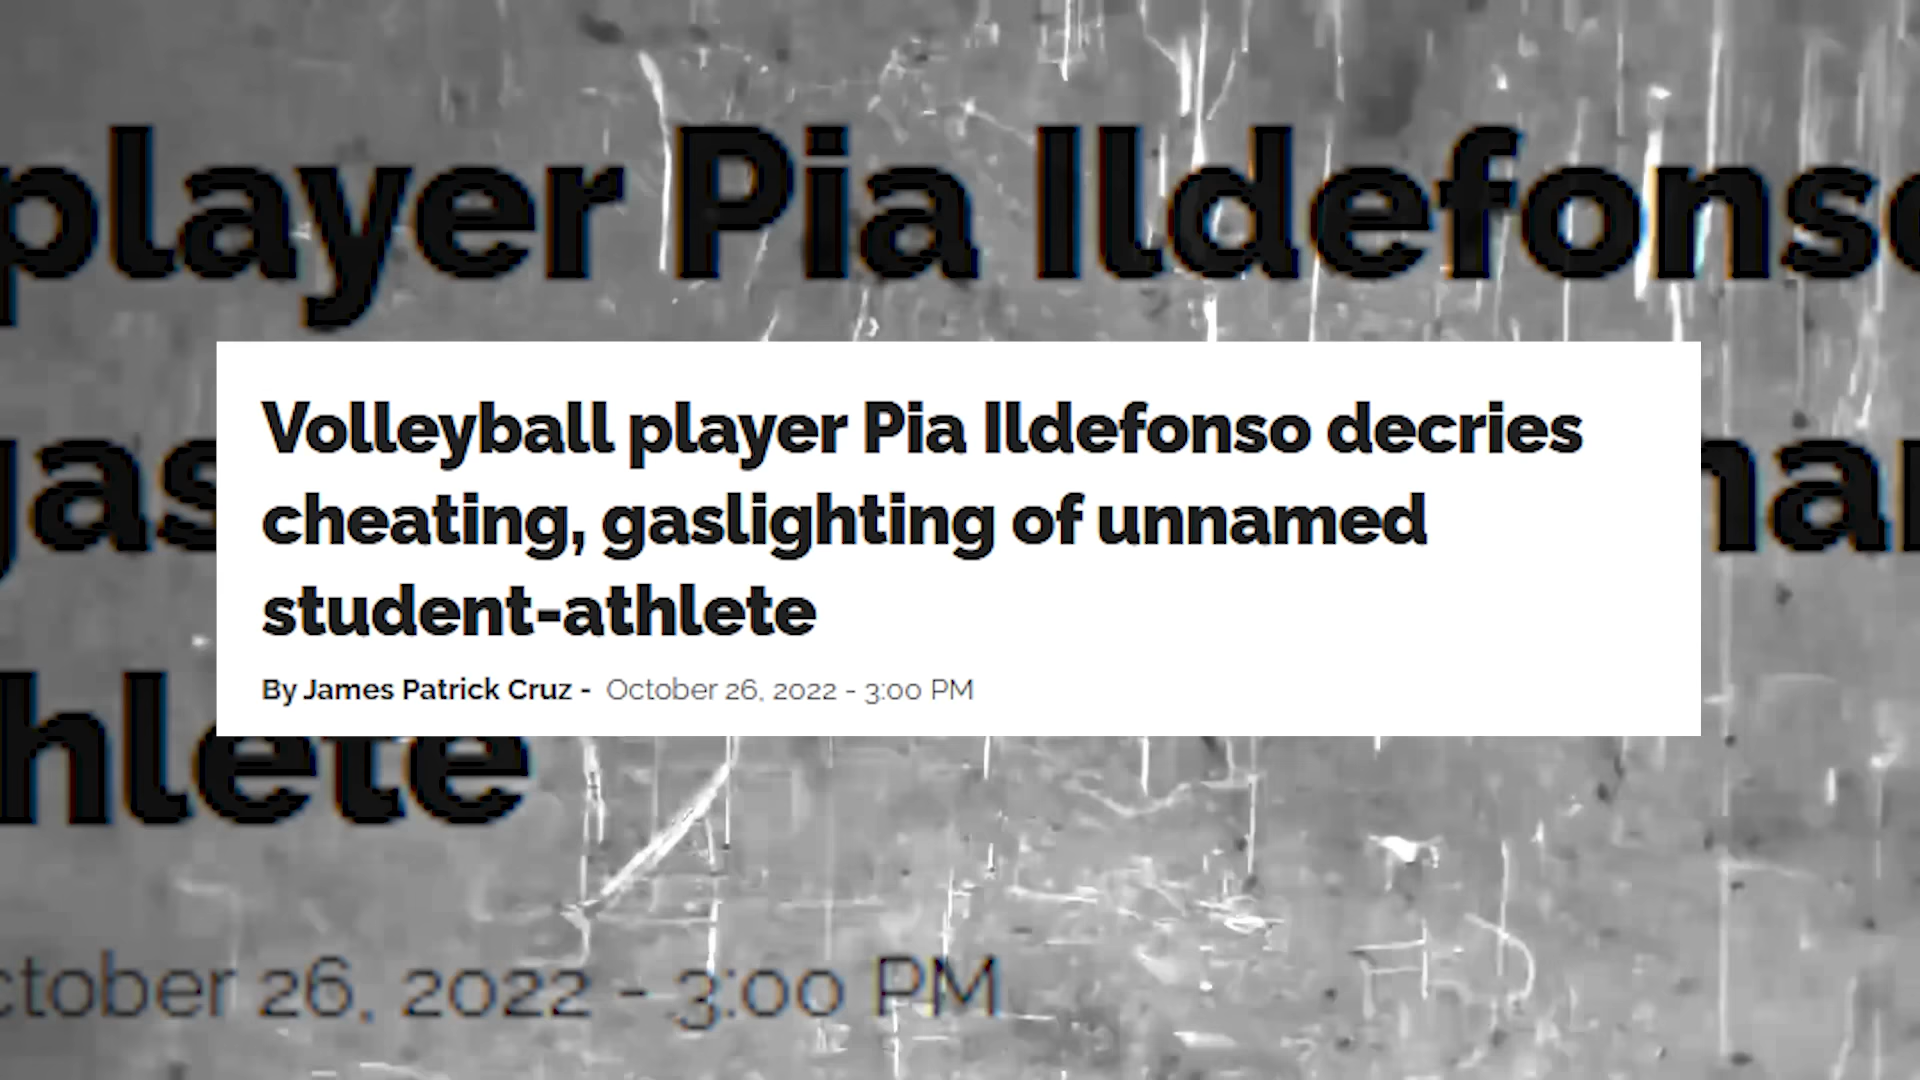 player Pia Ildefonso
Volleyball player Pia Ildefonso decries
cheating, gaslighting of unnamed
student-athlete
By James Patrick Cruz - October 26, 2022 - 3:00 PM
October 26, 2022 - 3:00 PM